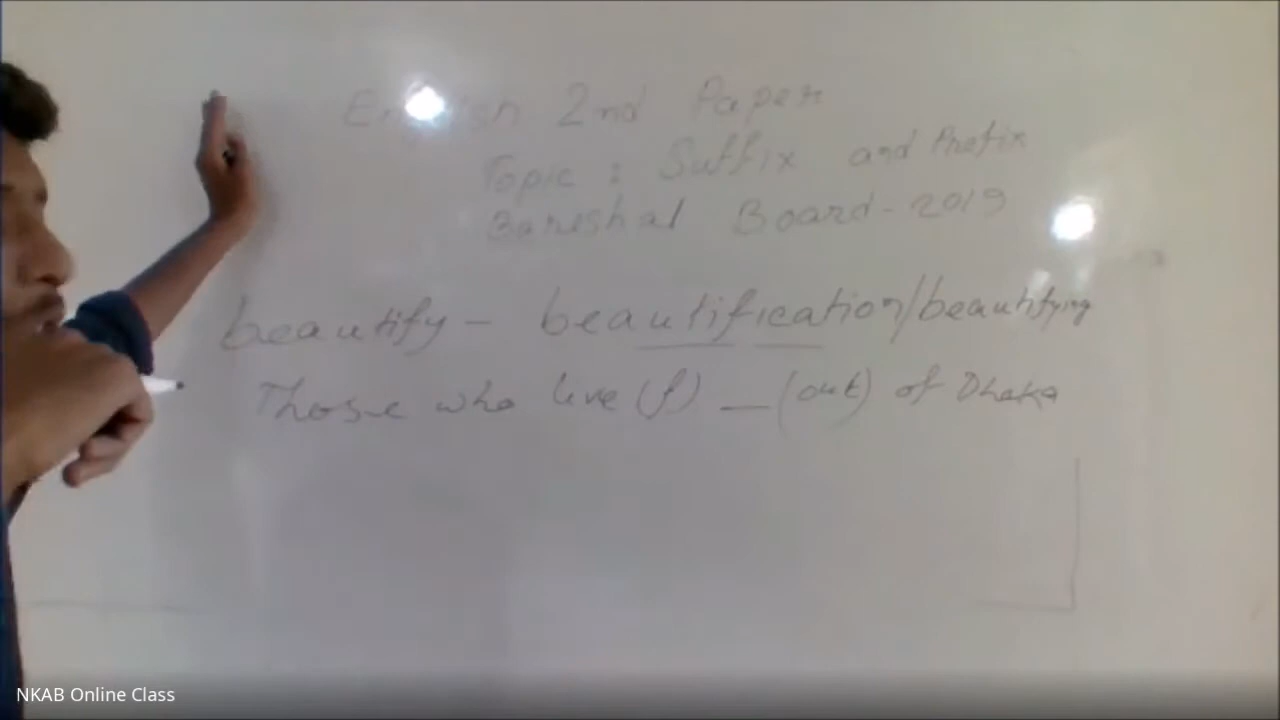 English 2nd Paper
Topic : Suffix and Prefix
Barishal Board - 2019
beautify - beautification/beautifying
Those who live (f) — (out) of Dhaka
NKAB Online Class